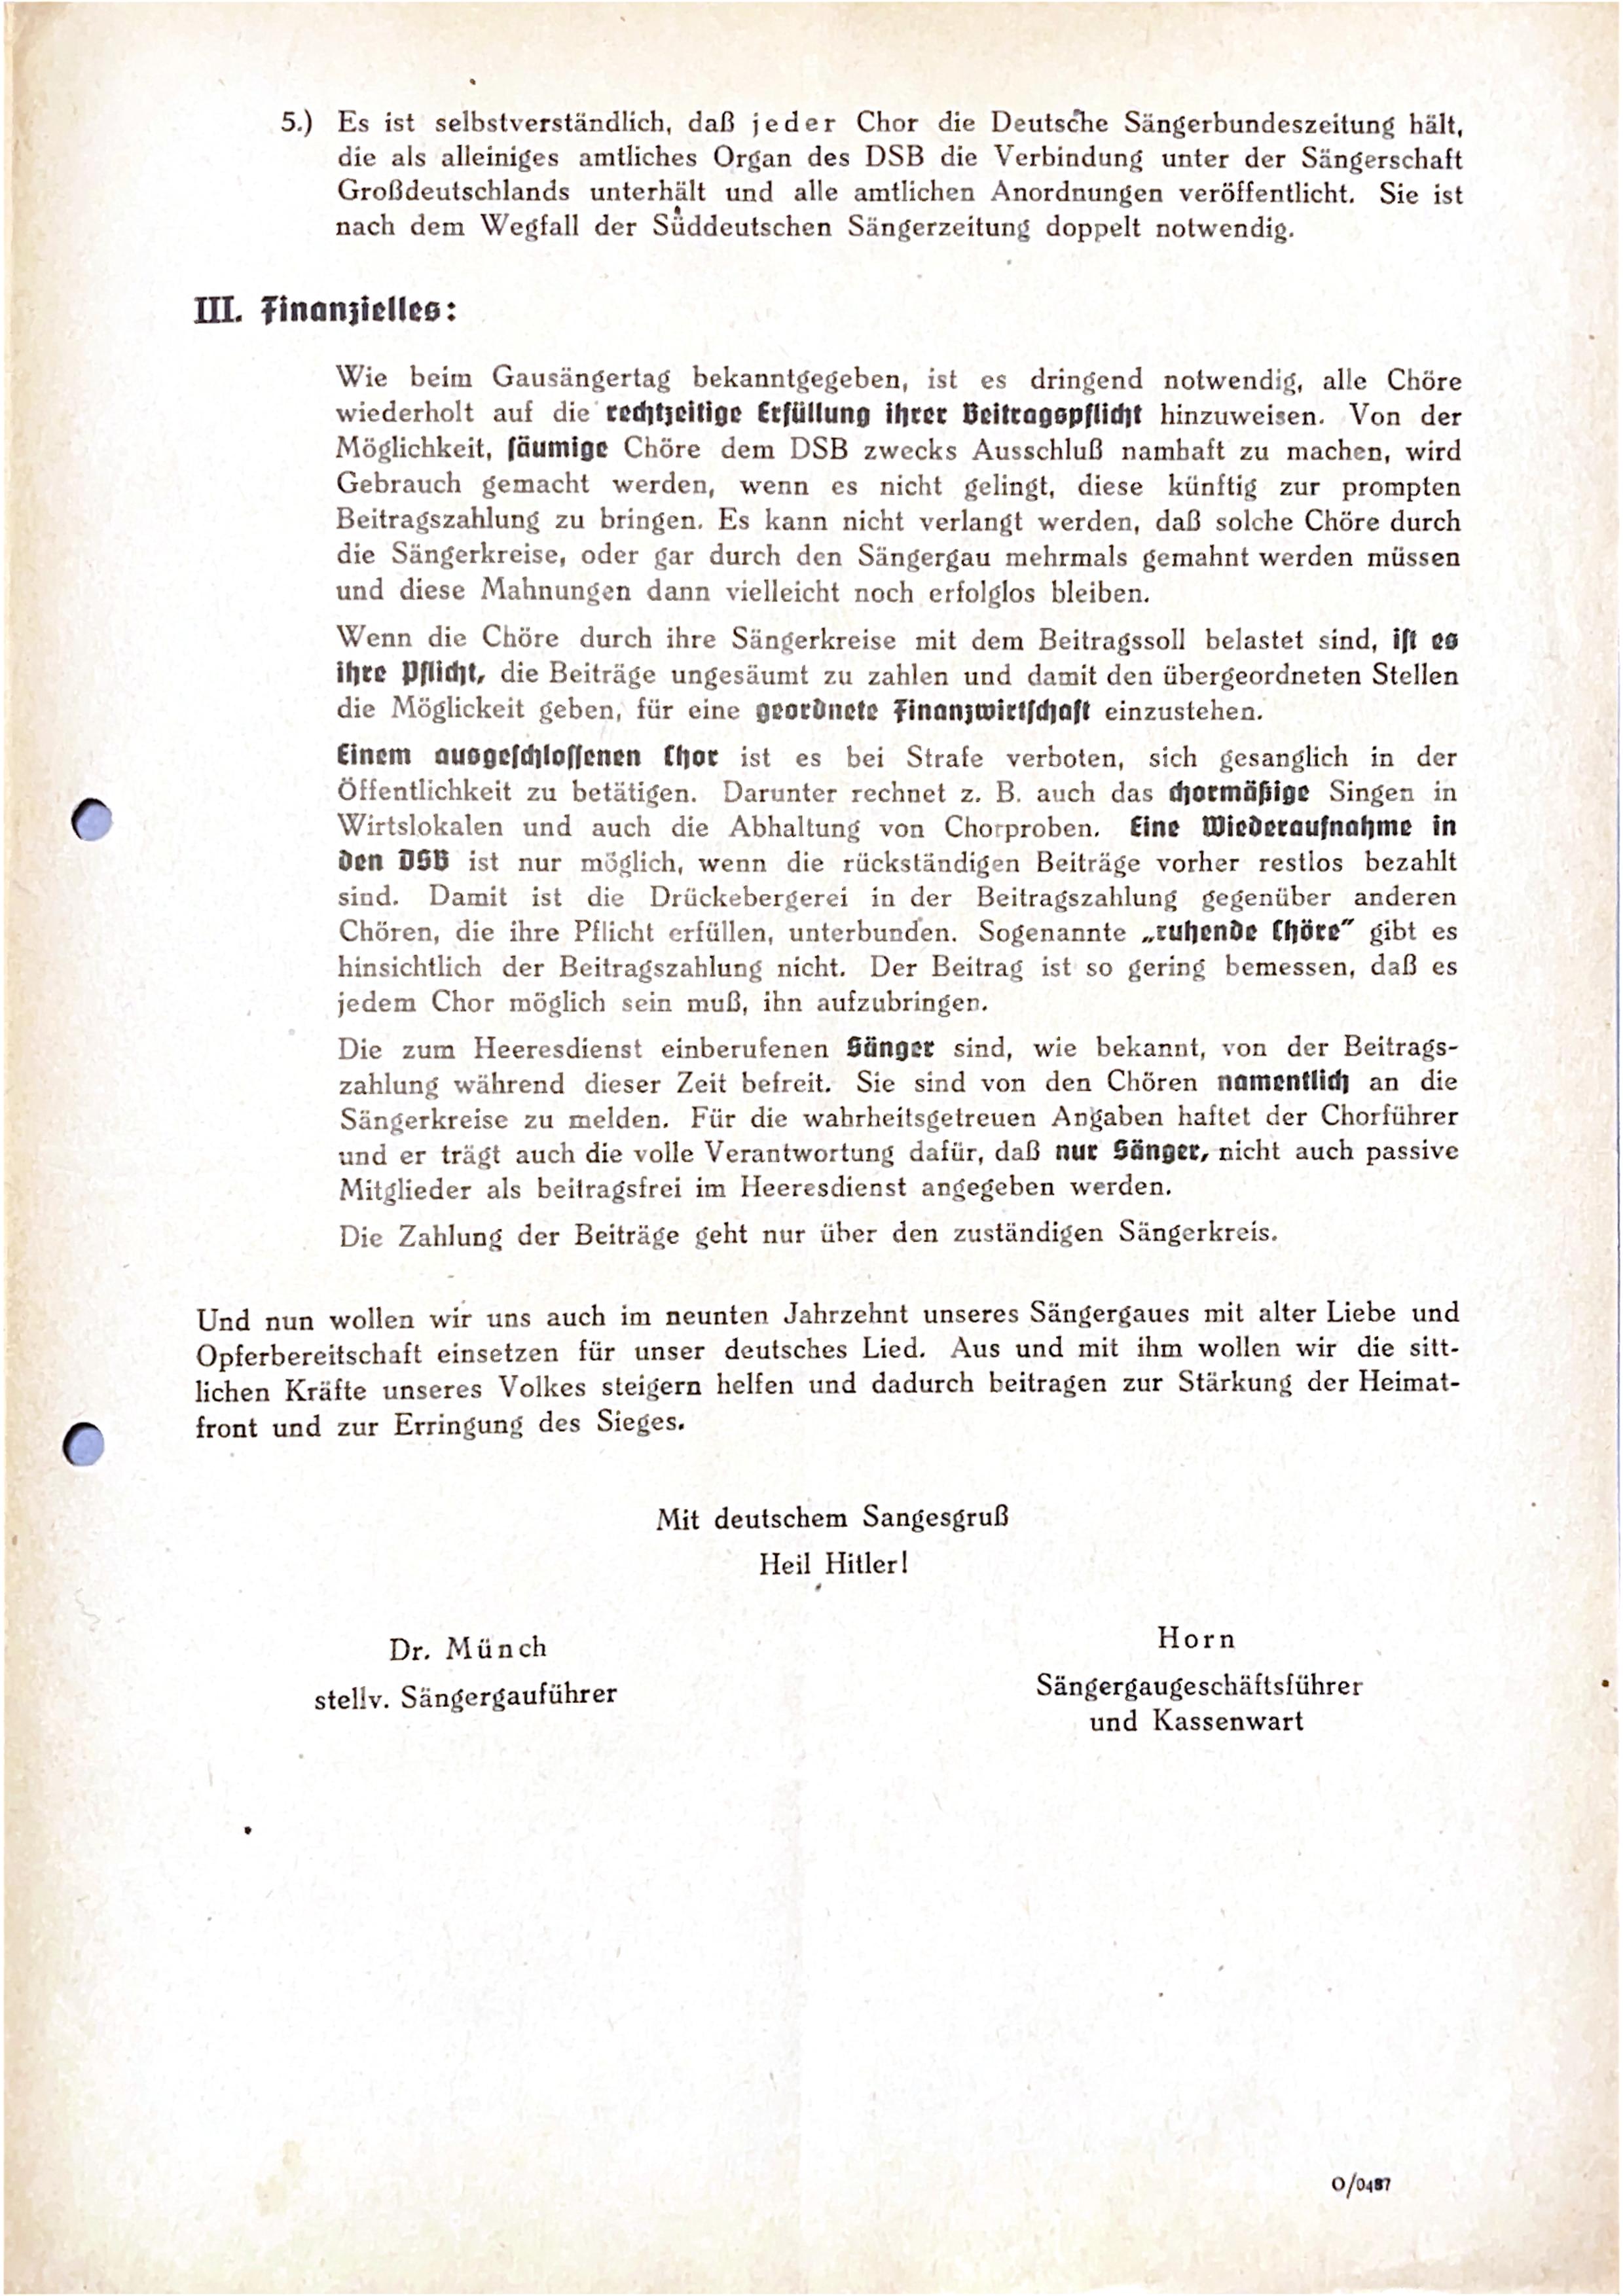 5.) Es ist selbstverständlich, daß jeder Chor die Deutsche Sängerbundeszeitung hält,
die als alleiniges amtliches Organ des DSB die Verbindung unter der Sängerschaft
Großdeutschlands unterhält und alle amtlichen Anordnungen veröffentlicht. Sie ist
nach dem Wegfall der Süddeutschen Sängerzeitung doppelt notwendig.
III. Finanzielles:
Wie beim Gausängertag bekanntgegeben, ist es dringend notwendig, alle Chöre
wiederholt auf die rechtzeitige Erfüllung ihrer Beitragspflicht hinzuweisen. Von der
Möglichkeit, säumige Chöre dem DSB zwecks Ausschluß namhaft zu machen, wird
Gebrauch gemacht werden, wenn es nicht gelingt, diese künftig zur prompten
Beitragszahlung zu bringen. Es kann nicht verlangt werden, daß solche Chöre durch
die Sängerkreise, oder gar durch den Sängergau mehrmals gemahnt werden müssen
und diese Mahnungen dann vielleicht noch erfolglos bleiben.
Wenn die Chöre durch ihre Sängerkreise mit dem Beitragssoll belastet sind, ist es
ihre Pflicht, die Beiträge ungesäumt zu zahlen und damit den übergeordneten Stellen
die Möglickeit geben, für eine geordnete Finanzwirtschaft einzustehen.
Einem ausgeschlossenen Chor ist es bei Strafe verboten, sich gesanglich in der
Öffentlichkeit zu betätigen. Darunter rechnet z. B. auch das chormäßige Singen in
Wirtslokalen und auch die Abhaltung von Chorproben. Eine Wiederaufnahme in
den DSB ist nur möglich, wenn die rückständigen Beiträge vorher restlos bezahlt
sind. Damit ist die Drückebergerei in der Beitragszahlung gegenüber anderen
Chören, die ihre Pflicht erfüllen, unterbunden. Sogenannte „ruhende Chöre" gibt es
hinsichtlich der Beitragszahlung nicht. Der Beitrag ist so gering bemessen, daß es
jedem Chor möglich sein muß, ihn aufzubringen.
Die zum Heeresdienst einberufenen Sänger sind, wie bekannt, von der Beitrags-
zahlung während dieser Zeit befreit. Sie sind von den Chören namentlich an die
Sängerkreise zu melden. Für die wahrheitsgetreuen Angaben haftet der Chorführer
und er trägt auch die volle Verantwortung dafür, daß nur Sänger, nicht auch passive
Mitglieder als beitragsfrei im Heeresdienst angegeben werden.
Die Zahlung der Beiträge geht nur über den zuständigen Sängerkreis.
Und nun wollen wir uns auch im neunten Jahrzehnt unseres Sängergaues mit alter Liebe und
Opferbereitschaft einsetzen für unser deutsches Lied. Aus und mit ihm wollen wir die sitt-
lichen Kräfte unseres Volkes steigern helfen und dadurch beitragen zur Stärkung der Heimat-
front und zur Erringung des Sieges.
Mit deutschem Sangesgruß
Heil Hitler!
Dr. Münch
stellv. Sängergauführer
Horn
Sängergaugeschäftsführer
und Kassenwart
O/0487